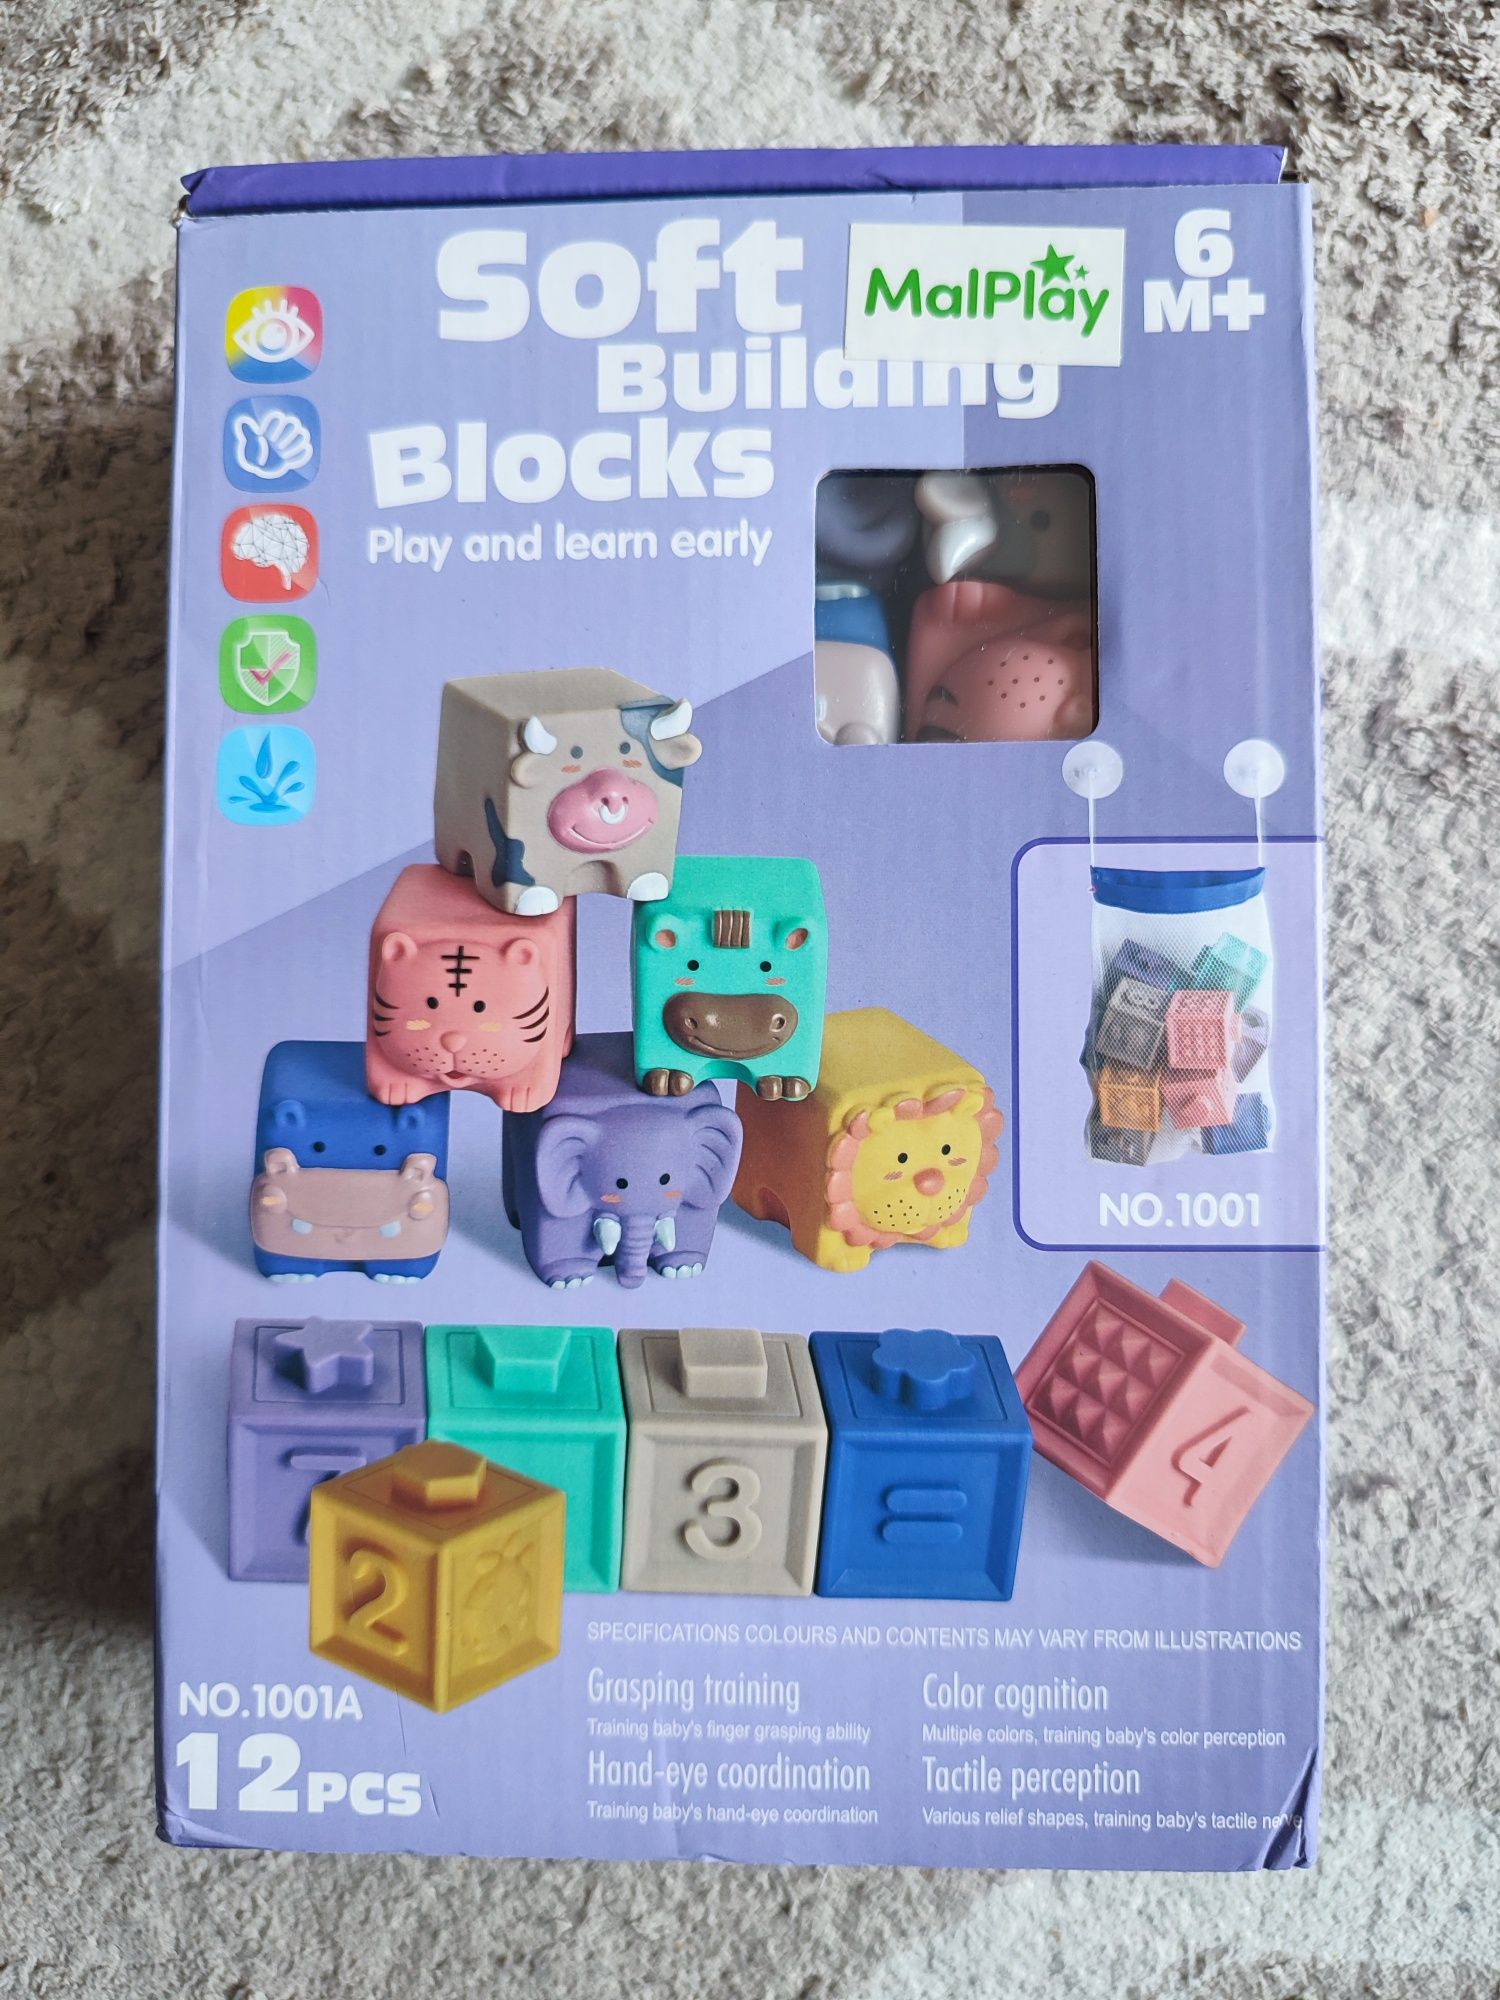 Soft
MalPlay
6
M+
Building
Blocks
Play and learn early
NO.1001
4
7
3
=
2
SPECIFICATIONS COLOURS AND CONTENTS MAY VARY FROM ILLUSTRATIONS
NO.1001A
12PCS
Grasping training
Training baby's finger grasping ability
Hand-eye coordination
Training baby's hand-eye coordination
Color cognition
Multiple colors, training baby's color perception
Tactile perception
Various relief shapes, training baby's tactile nerve